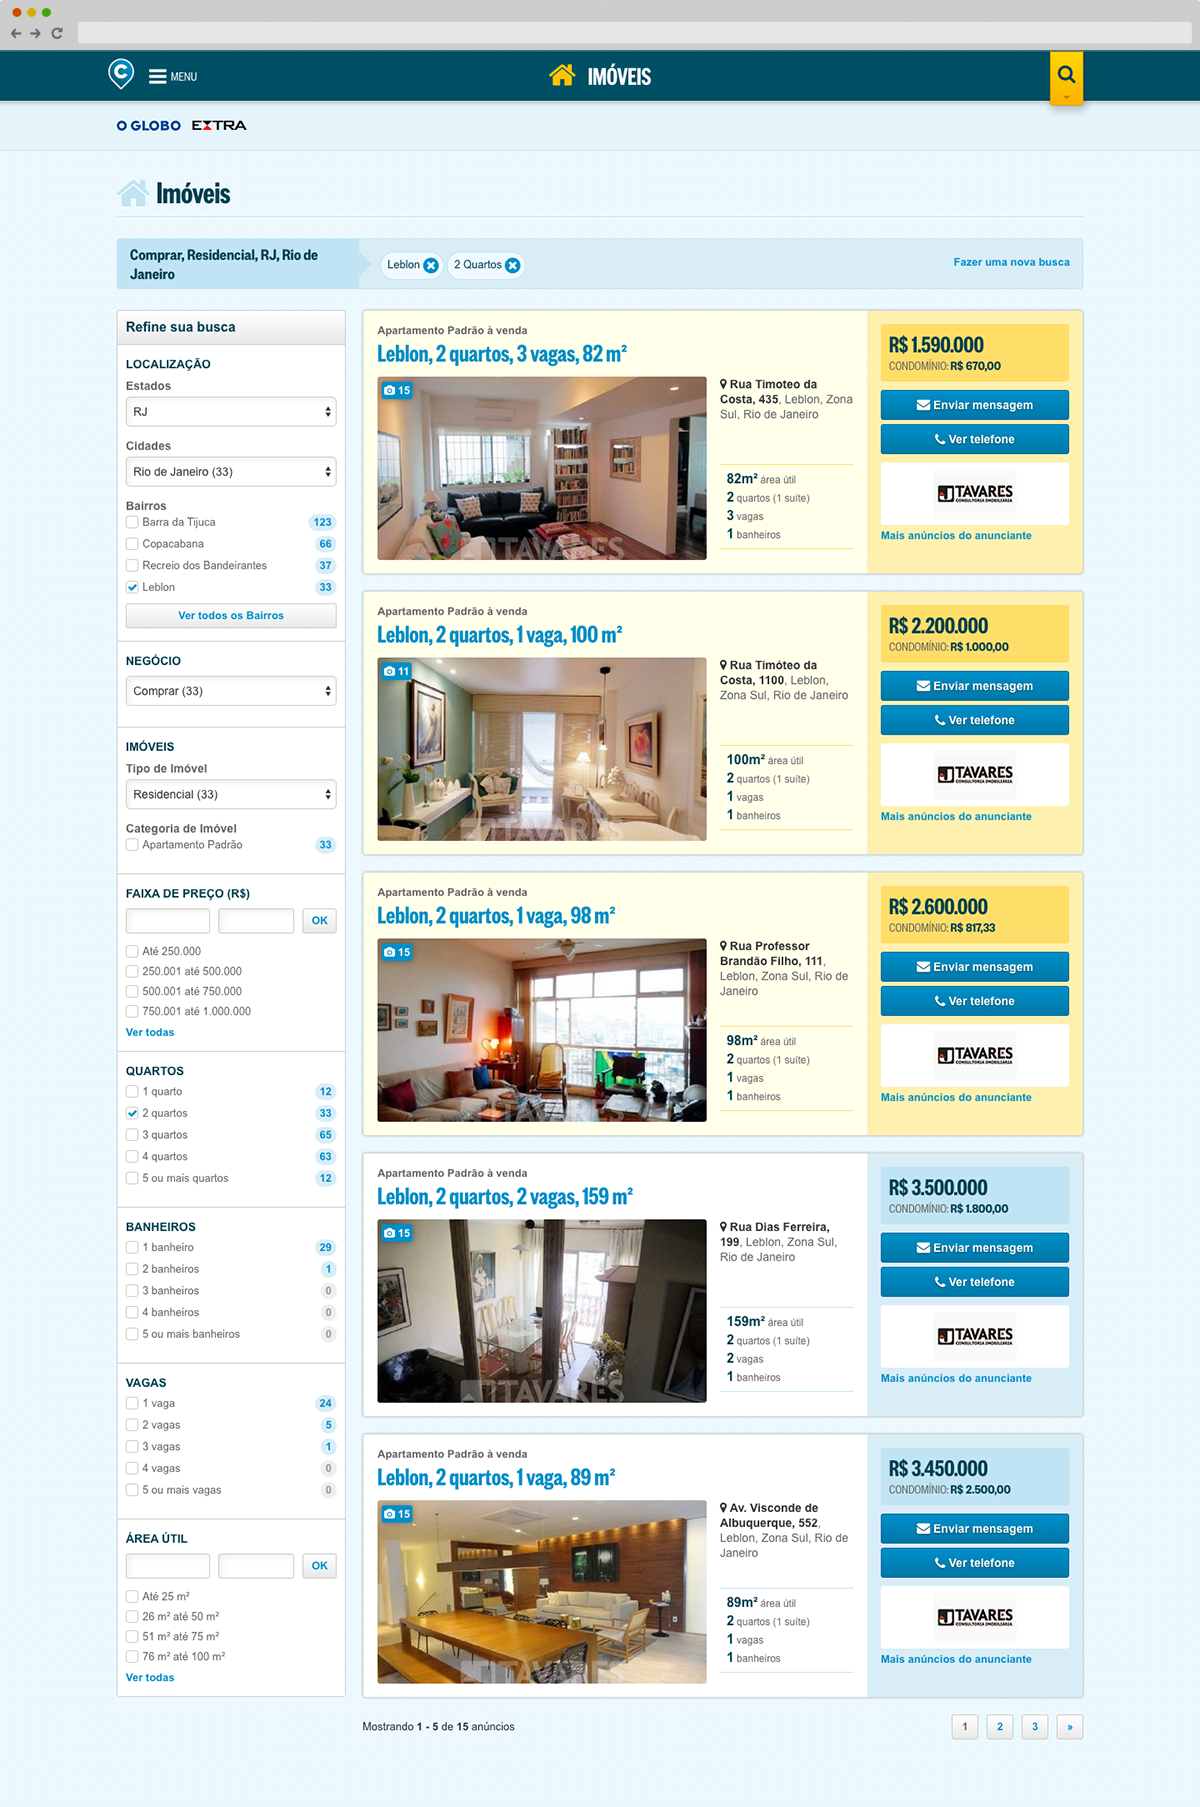 C MENU
IMÓVEIS
O GLOBO EXTRA
Imóveis
Comprar, Residencial, RJ, Rio de
Janeiro
Leblon
2 Quartos
Fazer uma nova busca
Refine sua busca
LOCALIZAÇÃO
Estados
RJ
Cidades
Rio de Janeiro (33)
Bairros
Barra da Tijuca 123
Copacabana 66
Recreio dos Bandeirantes 37
Leblon 33
Ver todos os Bairros
NEGÓCIO
Comprar (33)
IMÓVEIS
Tipo de Imóvel
Residencial (33)
Categoria de Imóvel
Apartamento Padrão 33
FAIXA DE PREÇO (R$)
OK
Até 250.000
250.001 até 500.000
500.001 até 750.000
750.001 até 1.000.000
Ver todas
QUARTOS
1 quarto 12
2 quartos 33
3 quartos 65
4 quartos 63
5 ou mais quartos 12
BANHEIROS
1 banheiro 29
2 banheiros 1
3 banheiros 0
4 banheiros 0
5 ou mais banheiros 0
VAGAS
1 vaga 24
2 vagas 5
3 vagas 1
4 vagas 0
5 ou mais vagas 0
ÁREA ÚTIL
OK
Até 25 m²
26 m² até 50 m²
51 m² até 75 m²
76 m² até 100 m²
Ver todas
Apartamento Padrão à venda
Leblon, 2 quartos, 3 vagas, 82 m²
15
TAVARES
Rua Timoteo da
Costa, 435, Leblon, Zona
Sul, Rio de Janeiro
82m² área útil
2 quartos (1 suíte)
3 vagas
1 banheiros
R$ 1.590.000
CONDOMÍNIO: R$ 670,00
Enviar mensagem
Ver telefone
TAVARES
CONSULTORIA IMOBILIÁRIA
Mais anúncios do anunciante
Apartamento Padrão à venda
Leblon, 2 quartos, 1 vaga, 100 m²
11
TAVARES
Rua Timóteo da
Costa, 1100, Leblon,
Zona Sul, Rio de Janeiro
100m² área útil
2 quartos (1 suíte)
1 vagas
1 banheiros
R$ 2.200.000
CONDOMÍNIO: R$ 1.000,00
Enviar mensagem
Ver telefone
TAVARES
CONSULTORIA IMOBILIÁRIA
Mais anúncios do anunciante
Apartamento Padrão à venda
Leblon, 2 quartos, 1 vaga, 98 m²
15
TAVARES
Rua Professor
Brandão Filho, 111,
Leblon, Zona Sul, Rio de
Janeiro
98m² área útil
2 quartos (1 suíte)
1 vagas
1 banheiros
R$ 2.600.000
CONDOMÍNIO: R$ 817,33
Enviar mensagem
Ver telefone
TAVARES
CONSULTORIA IMOBILIÁRIA
Mais anúncios do anunciante
Apartamento Padrão à venda
Leblon, 2 quartos, 2 vagas, 159 m²
15
TAVARES
Rua Dias Ferreira,
199, Leblon, Zona Sul,
Rio de Janeiro
159m² área útil
2 quartos (1 suíte)
2 vagas
1 banheiros
R$ 3.500.000
CONDOMÍNIO: R$ 1.800,00
Enviar mensagem
Ver telefone
TAVARES
CONSULTORIA IMOBILIÁRIA
Mais anúncios do anunciante
Apartamento Padrão à venda
Leblon, 2 quartos, 1 vaga, 89 m²
15
TAVARES
Av. Visconde de
Albuquerque, 552,
Leblon, Zona Sul, Rio de
Janeiro
89m² área útil
2 quartos (1 suíte)
1 vagas
1 banheiros
R$ 3.450.000
CONDOMÍNIO: R$ 2.500,00
Enviar mensagem
Ver telefone
TAVARES
CONSULTORIA IMOBILIÁRIA
Mais anúncios do anunciante
Mostrando 1 - 5 de 15 anúncios
1 2 3 »